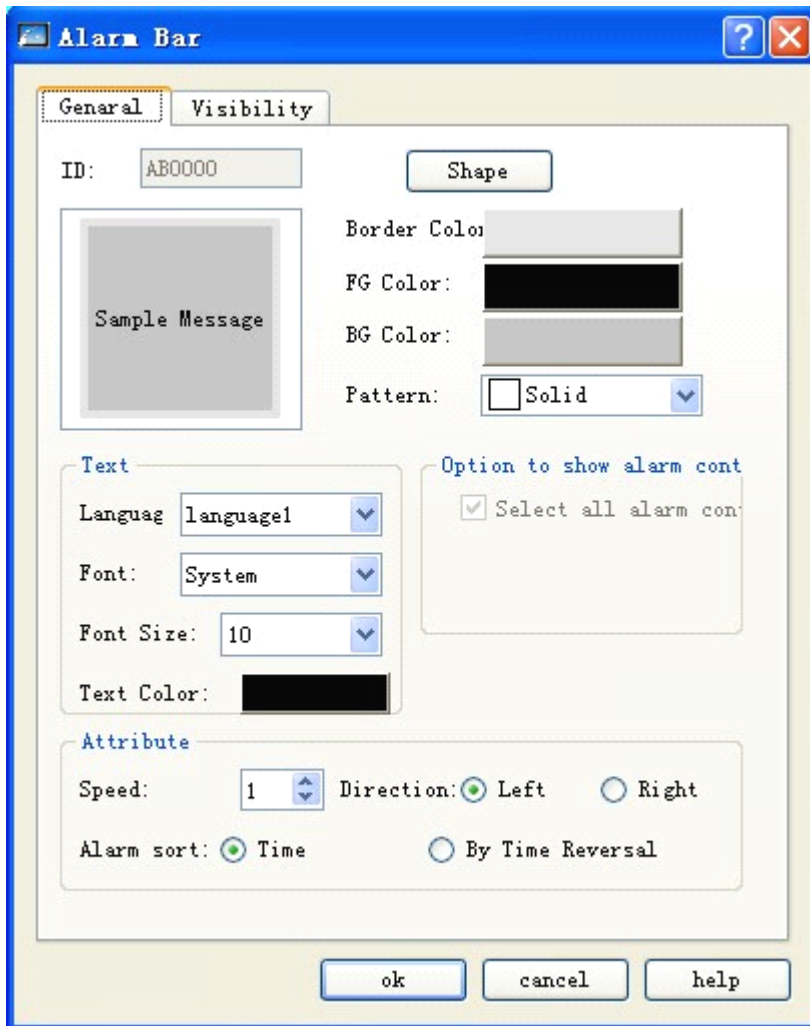 Alarm Bar
Genaral Visibility
ID: AB0000 Shape
Border Color
FG Color:
Sample Message
BG Color:
Pattern: Solid
Text
Option to show alarm cont
Languag language1
Select all alarm con
Font: System
Font Size: 10
Text Color:
Attribute
Speed: 1 Direction: Left Right
Alarm sort: Time By Time Reversal
ok cancel help